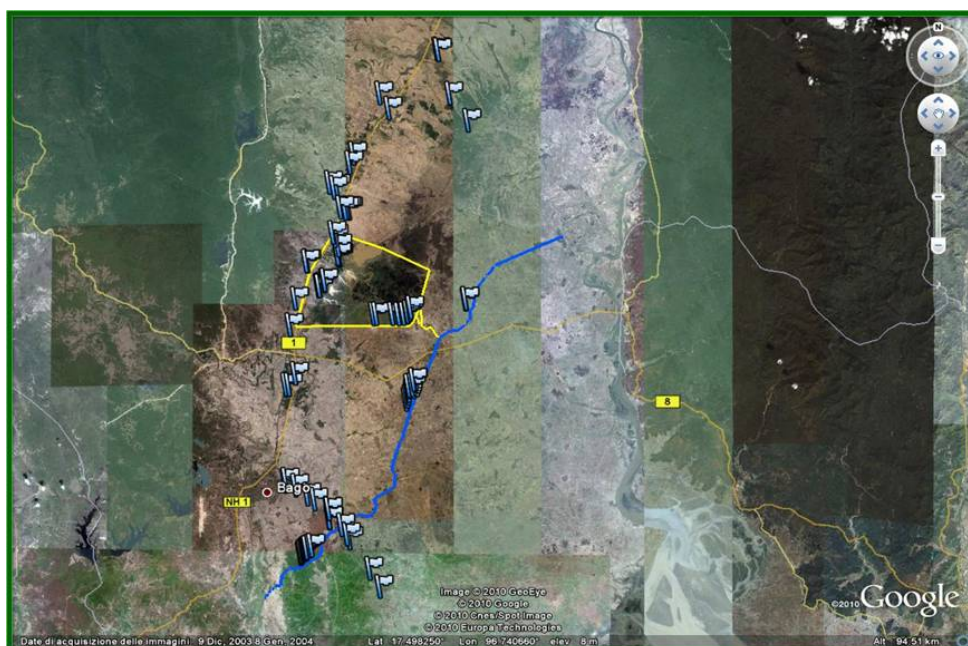 N
1
8
Bago
NH 1
Image © 2010 GeoEye
© 2010 Google
© 2010 Cnes/Spot Image
© 2010 Europa Technologies
©2010 Google
Data di acquisizione delle immagini 9 Dic, 2003 8 Gen, 2004 Lat 17.498250° Lon 96.740660° elev 8 m Alt 94.51 km